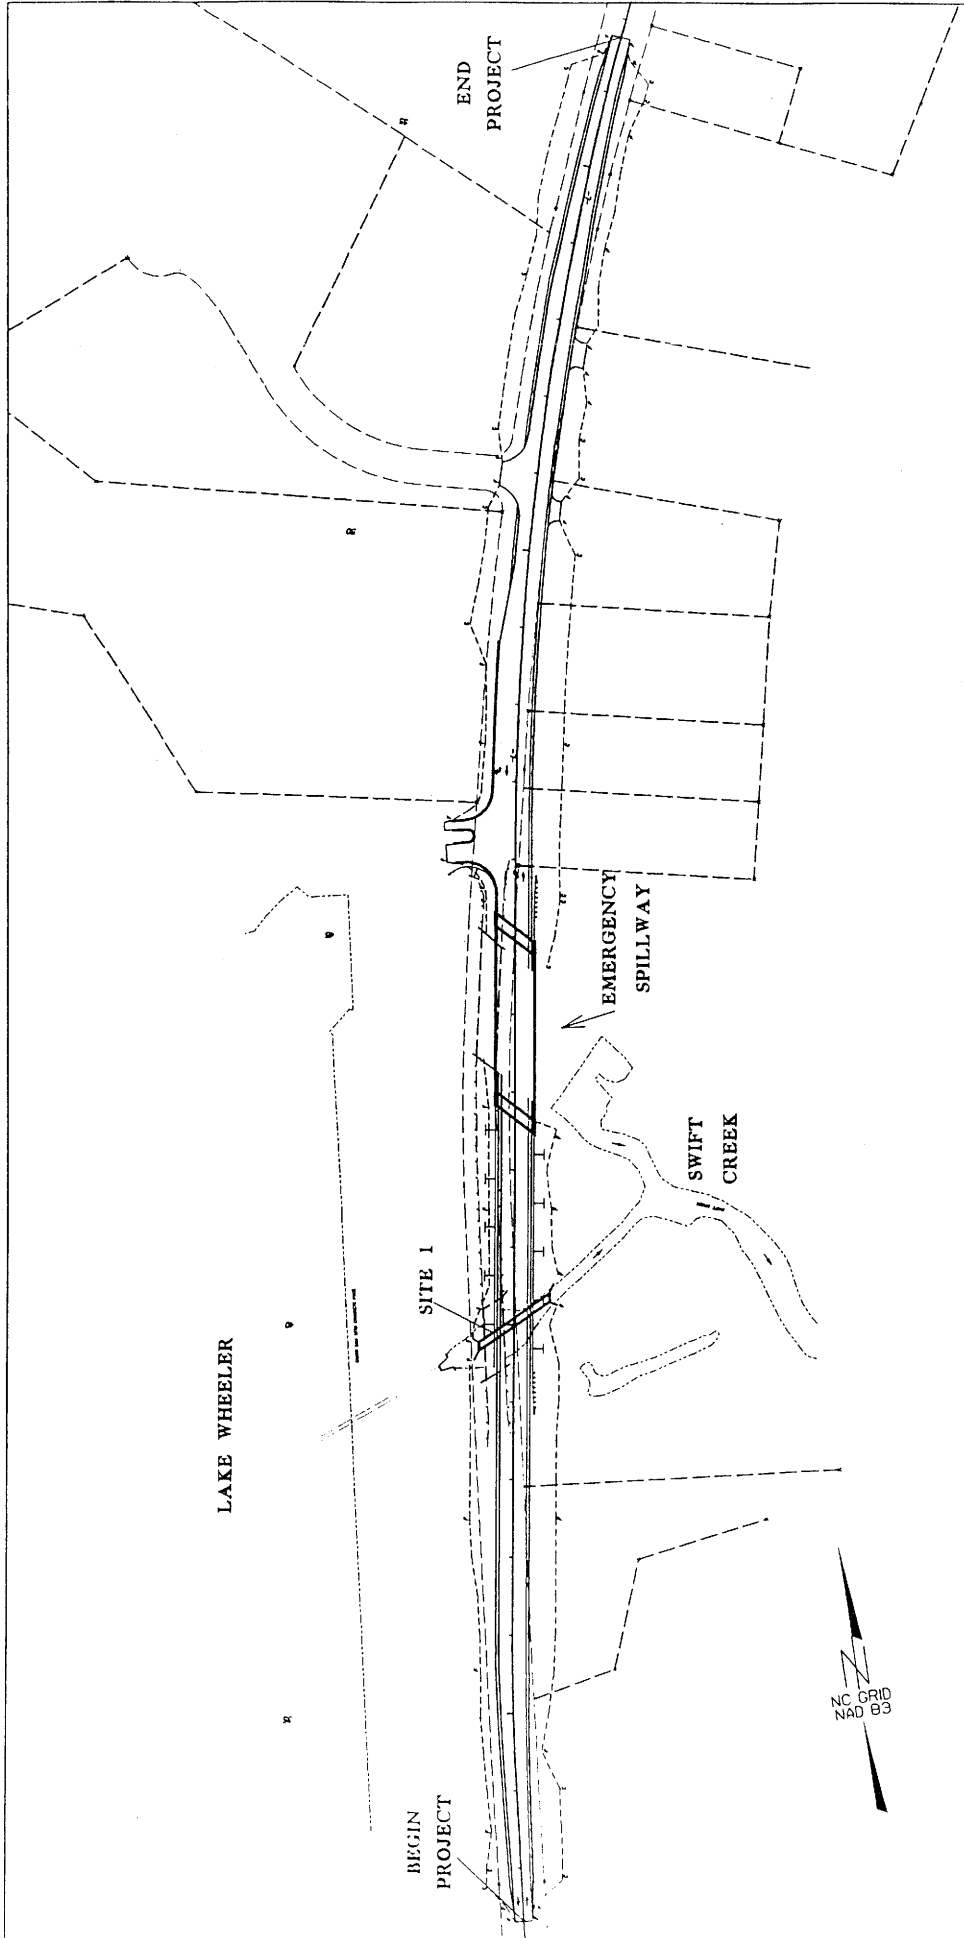 END
PROJECT
EMERGENCY
SPILLWAY
SWIFT
CREEK
SITE 1
LAKE WHEELER
BEGIN
PROJECT
NC GRID
NAD 83